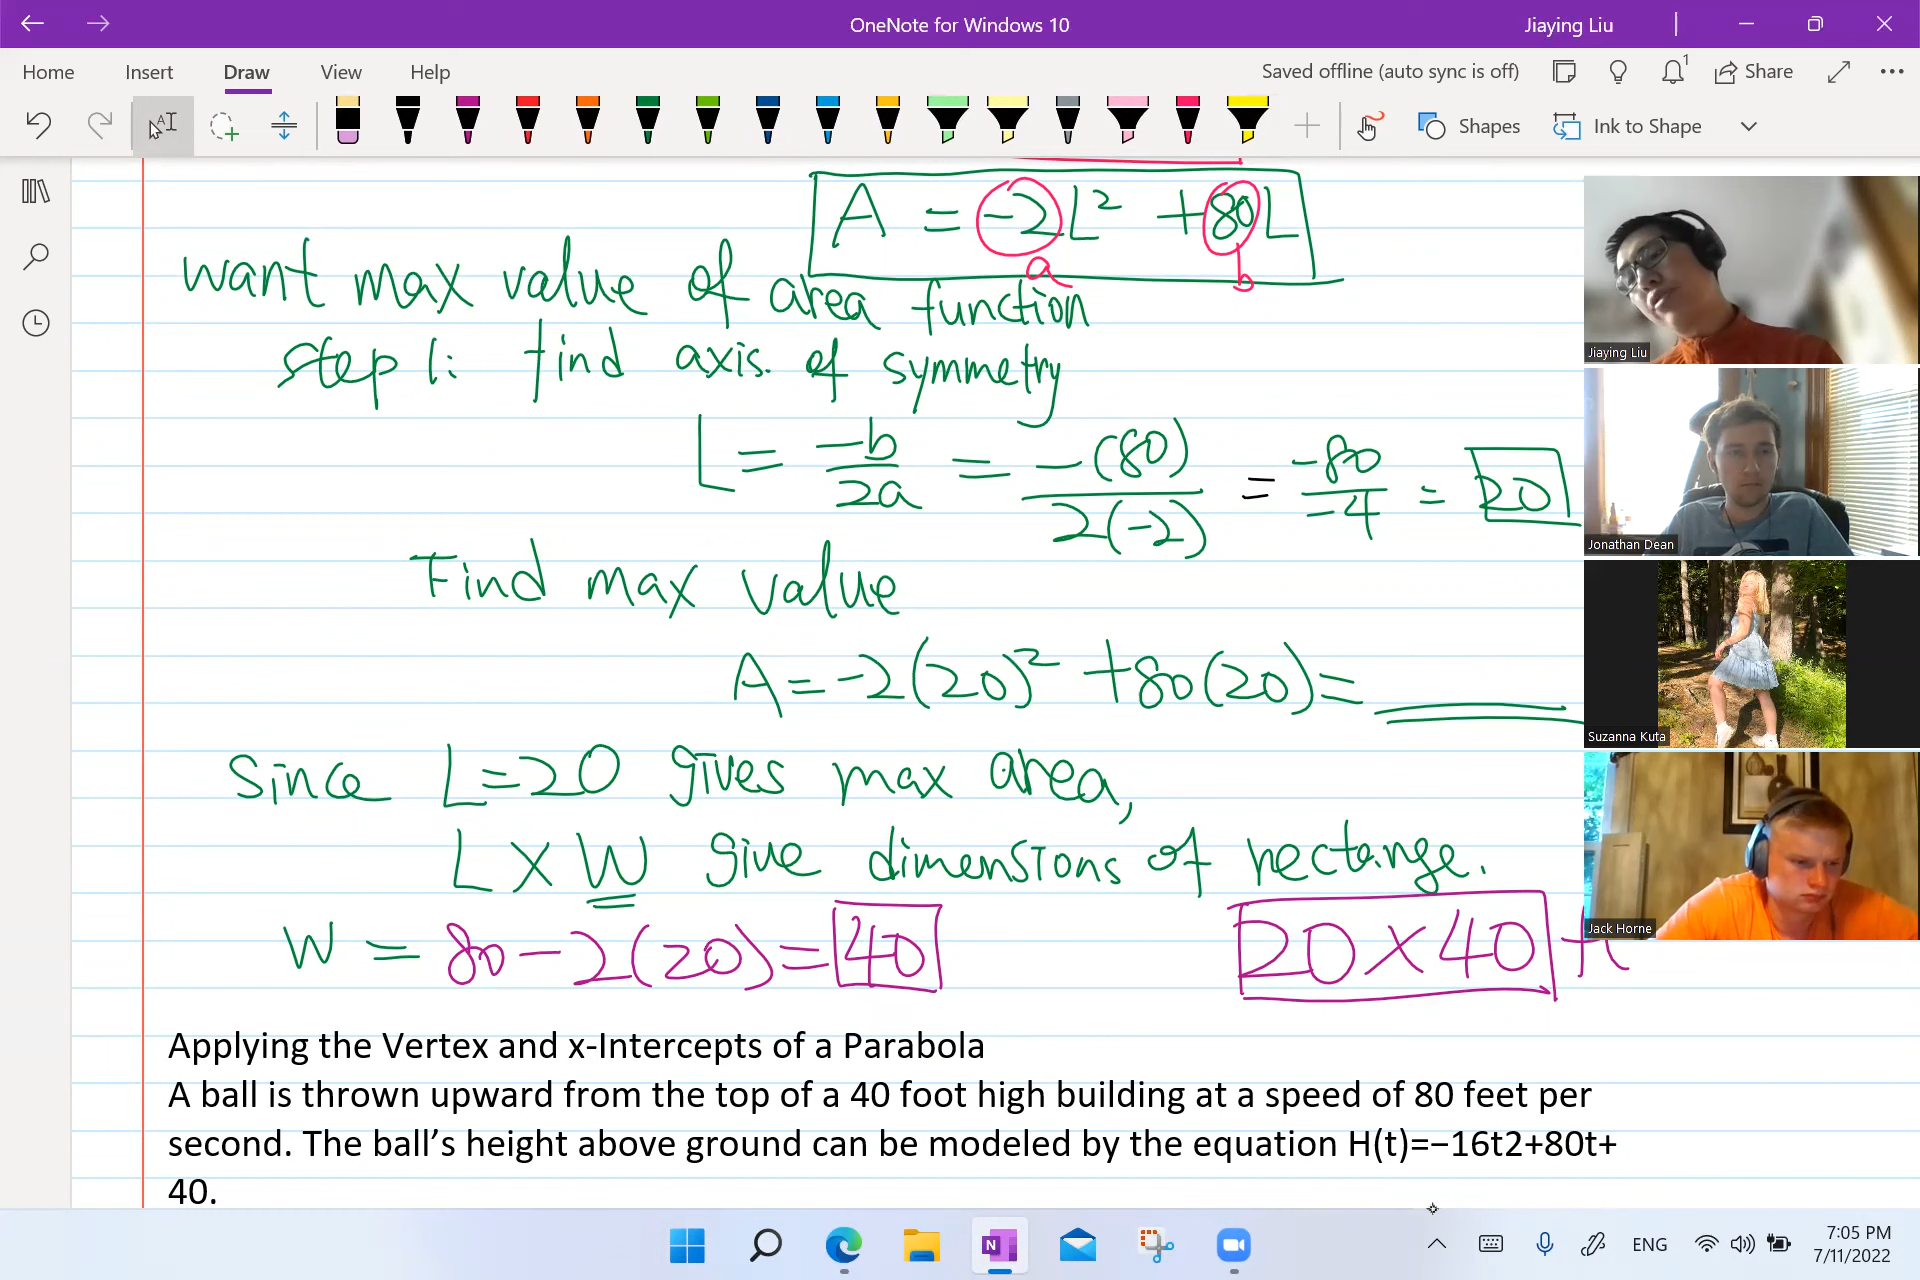 OneNote for Windows 10
Jiaying Liu
Home Insert Draw View Help
Saved offline (auto sync is off)
1
Share
Shapes
Ink to Shape
A = -2L² + 80L
a b
want max value of area function
step 1: find axis of symmetry
L = -b/2a = -(80)/2(-2) = -80/-4 = 20
Find max value
A = -2(20)² + 80(20) =
Since L=20 gives max area,
L X W give dimensions of rectange.
W = 80 - 2(20) = 40
20 x 40 ft
Applying the Vertex and x-Intercepts of a Parabola
A ball is thrown upward from the top of a 40 foot high building at a speed of 80 feet per
second. The ball’s height above ground can be modeled by the equation H(t)=−16t2+80t+
40.
Jiaying Liu
Jonathan Dean
Suzanna Kuta
Jack Horne
N
ENG
7:05 PM
7/11/2022